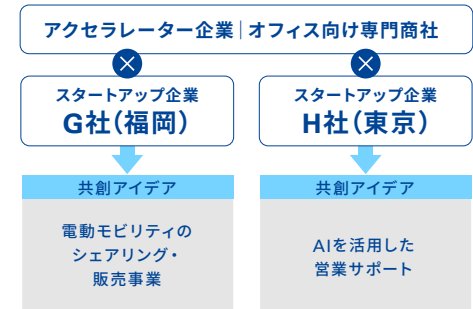 アクセラレーター企業｜オフィス向け専門商社
スタートアップ企業
G社（福岡）
共創アイデア
電動モビリティの
シェアリング・
販売事業
スタートアップ企業
H社（東京）
共創アイデア
AIを活用した
営業サポート